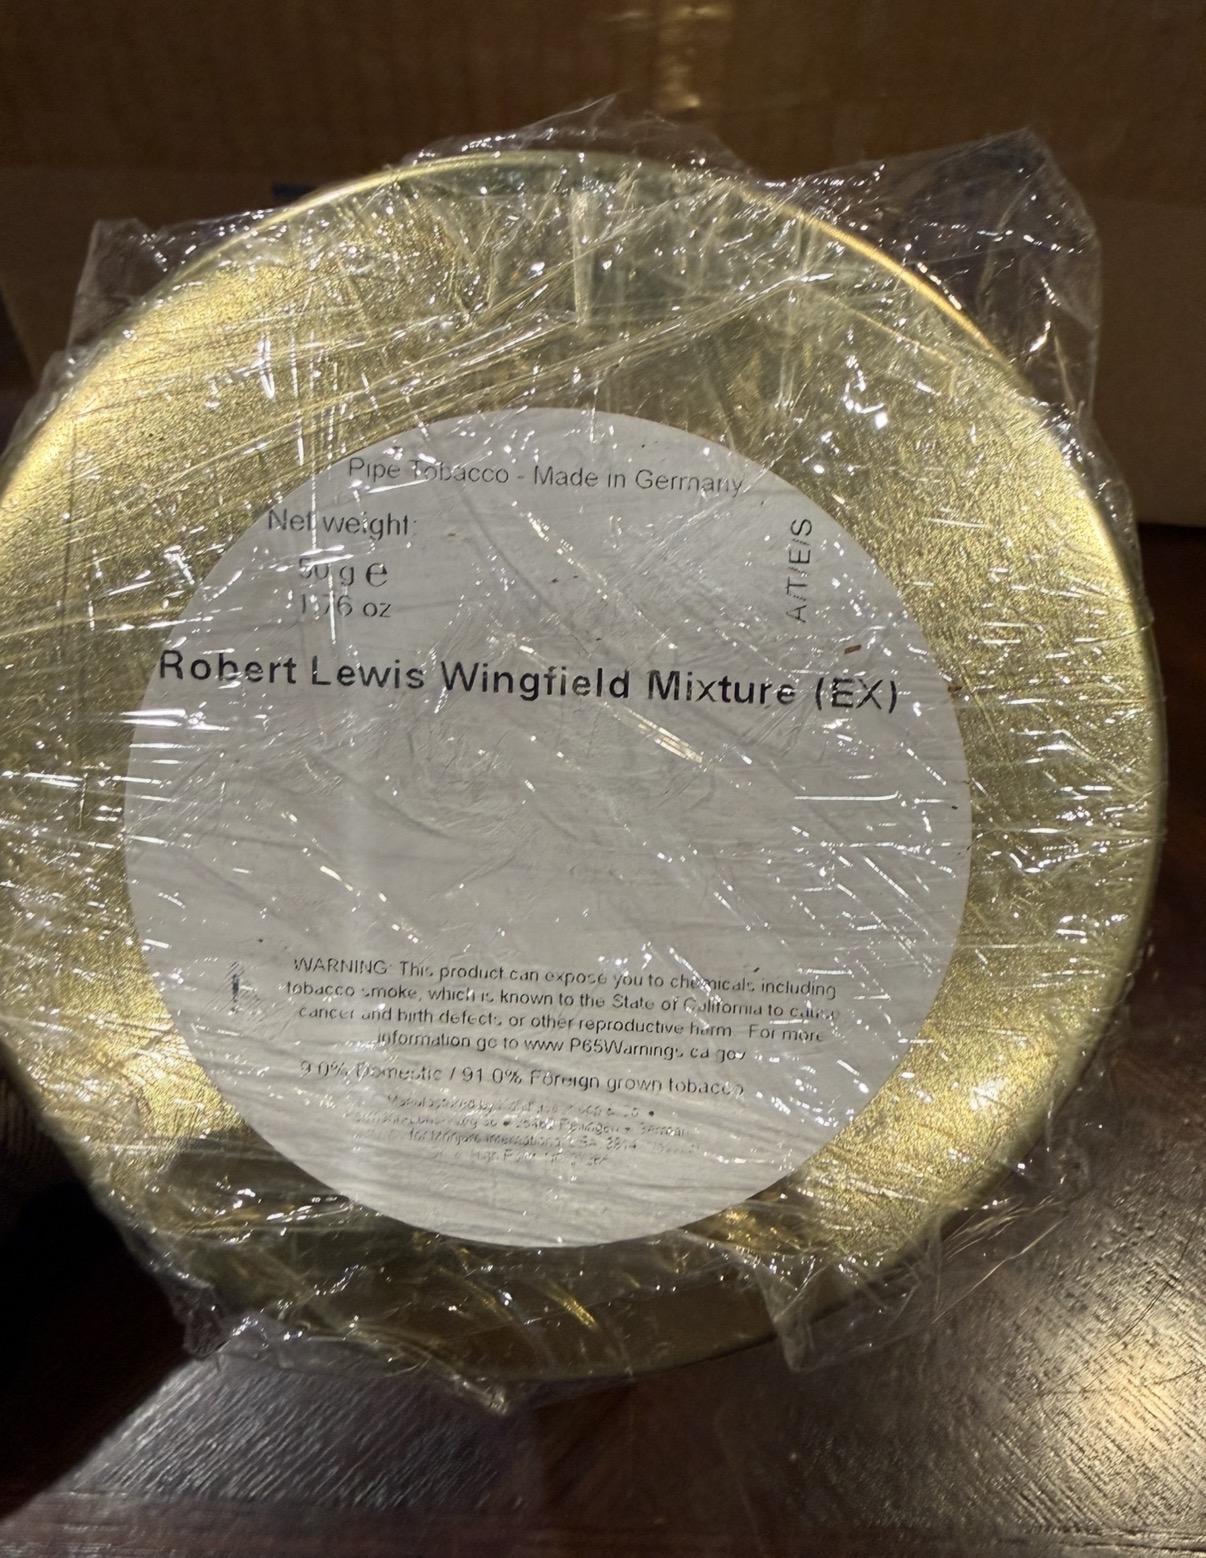 Pipe Tobacco - Made in Germany
Net weight:
50 g e
1.76 oz
A/T/E/S
Robert Lewis Wingfield Mixture (EX)
WARNING: This product can expose you to chemicals including
tobacco smoke, which is known to the State of California to cause
cancer and birth defects or other reproductive harm. For more
information go to www.P65Warnings.ca.gov
9.0% Domestic / 91.0% Foreign grown tobacco
Manufactured by